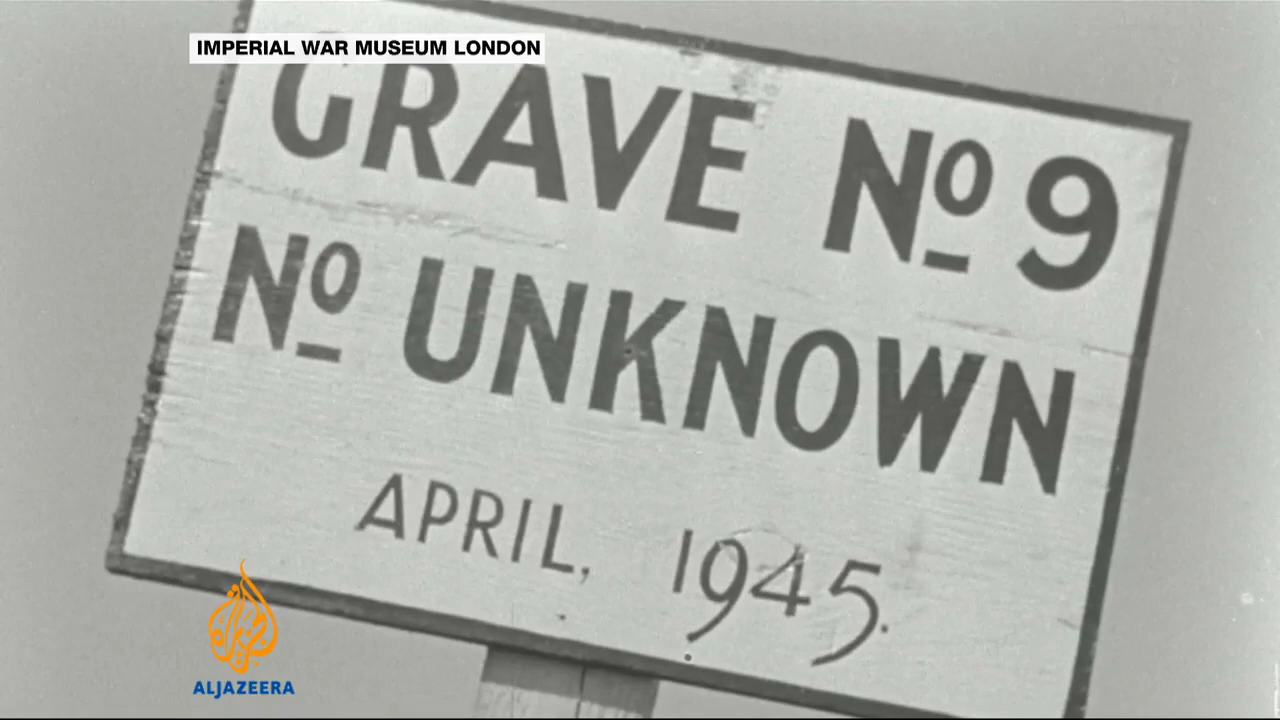 IMPERIAL WAR MUSEUM LONDON
GRAVE No 9
No UNKNOWN
APRIL, 1945.
ALJAZEERA